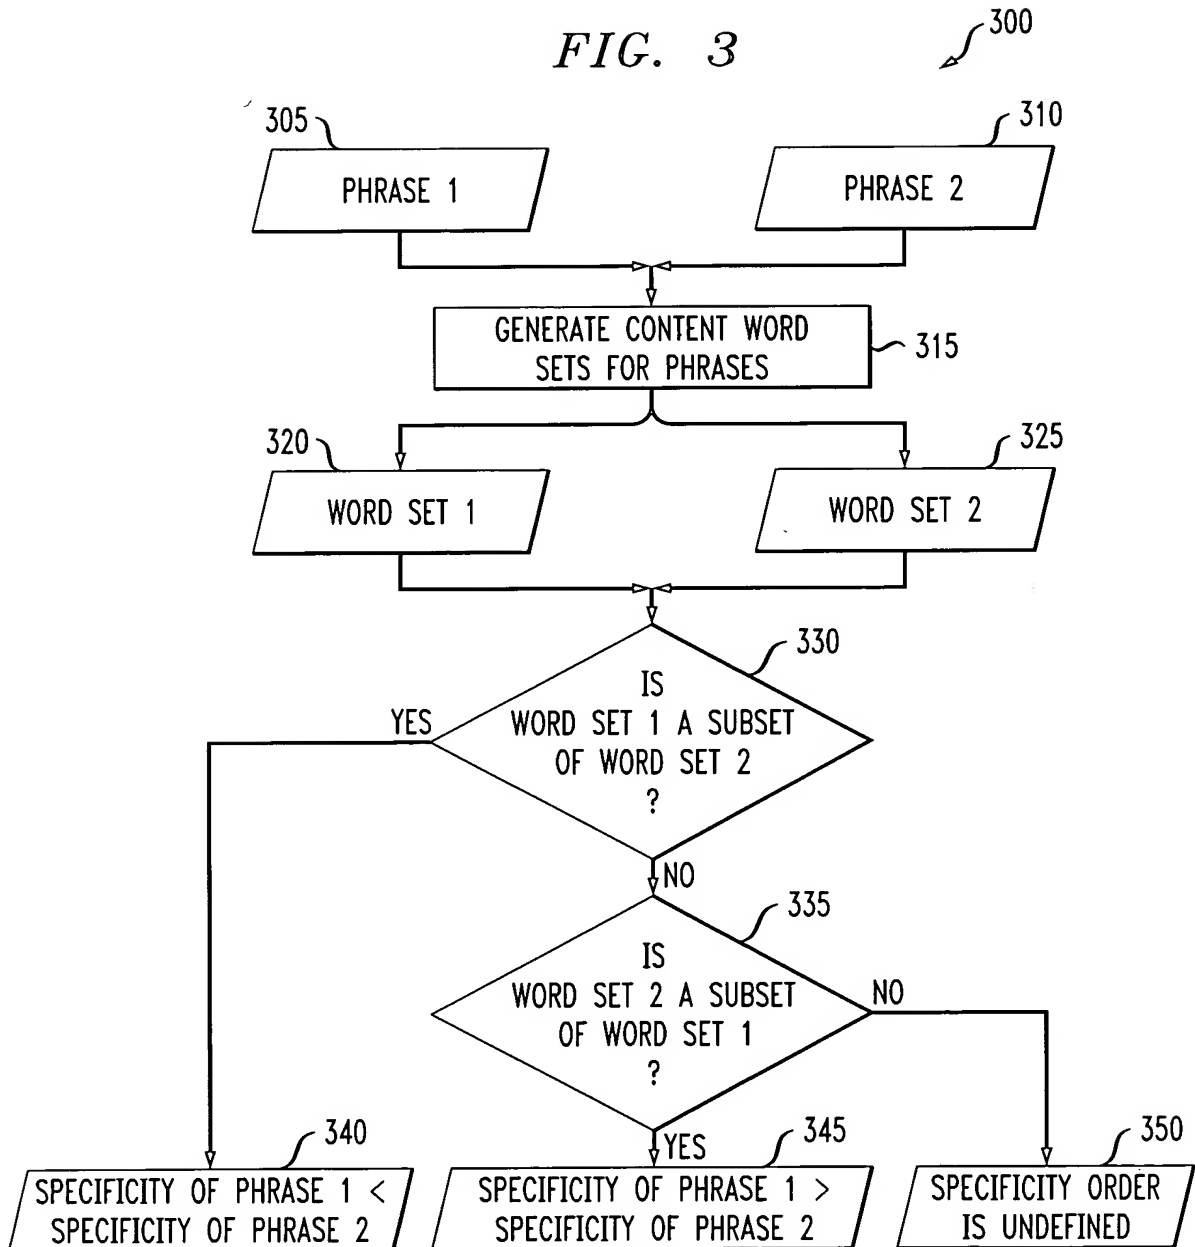 FIG. 3
300
305
310
PHRASE 1
PHRASE 2
GENERATE CONTENT WORD
SETS FOR PHRASES
315
320
325
WORD SET 1
WORD SET 2
330
IS
WORD SET 1 A SUBSET
OF WORD SET 2
?
YES
NO
335
IS
WORD SET 2 A SUBSET
OF WORD SET 1
?
NO
YES
340
345
350
SPECIFICITY OF PHRASE 1 <
SPECIFICITY OF PHRASE 2
SPECIFICITY OF PHRASE 1 >
SPECIFICITY OF PHRASE 2
SPECIFICITY ORDER
IS UNDEFINED